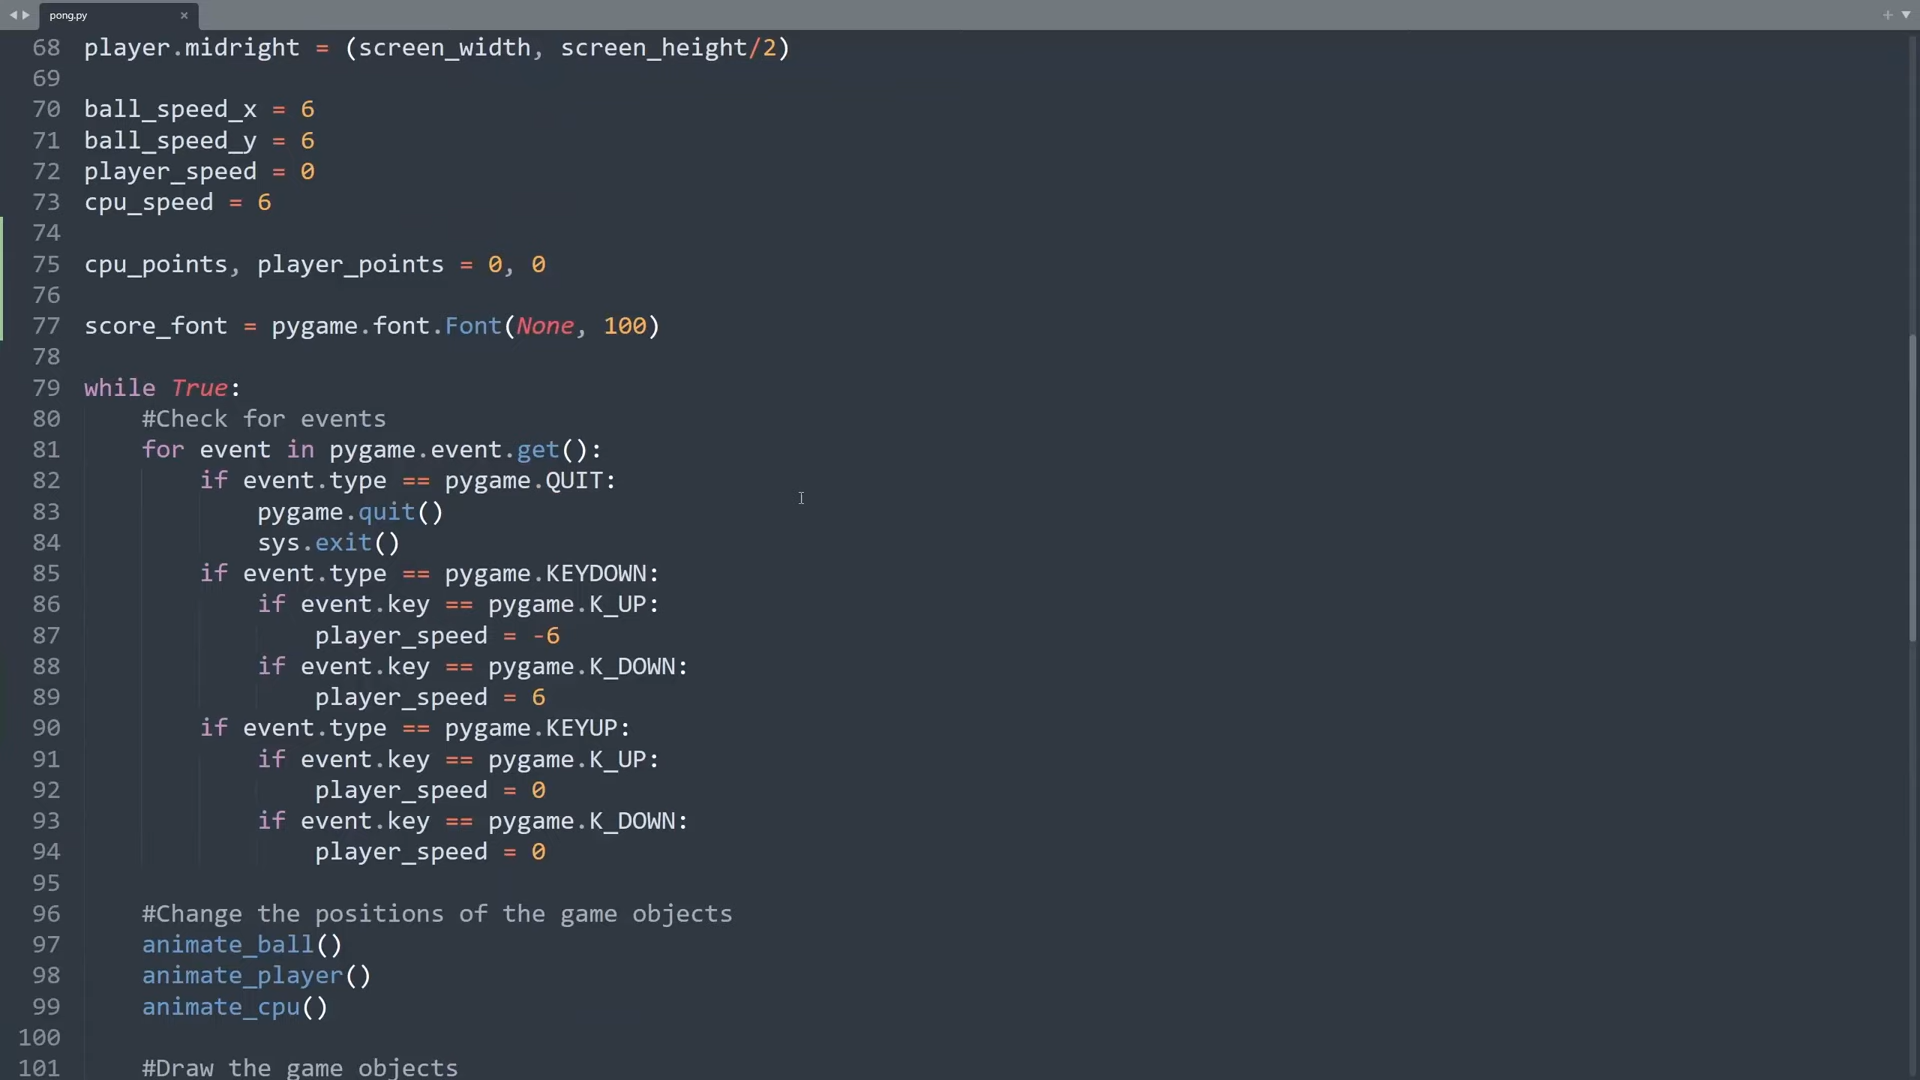 pong.py
68 player.midright = (screen_width, screen_height/2)
69
70 ball_speed_x = 6
71 ball_speed_y = 6
72 player_speed = 0
73 cpu_speed = 6
74
75 cpu_points, player_points = 0, 0
76
77 score_font = pygame.font.Font(None, 100)
78
79 while True:
80     #Check for events
81     for event in pygame.event.get():
82         if event.type == pygame.QUIT:
83             pygame.quit()
84             sys.exit()
85         if event.type == pygame.KEYDOWN:
86             if event.key == pygame.K_UP:
87                 player_speed = -6
88             if event.key == pygame.K_DOWN:
89                 player_speed = 6
90         if event.type == pygame.KEYUP:
91             if event.key == pygame.K_UP:
92                 player_speed = 0
93             if event.key == pygame.K_DOWN:
94                 player_speed = 0
95
96     #Change the positions of the game objects
97     animate_ball()
98     animate_player()
99     animate_cpu()
100
101     #Draw the game objects